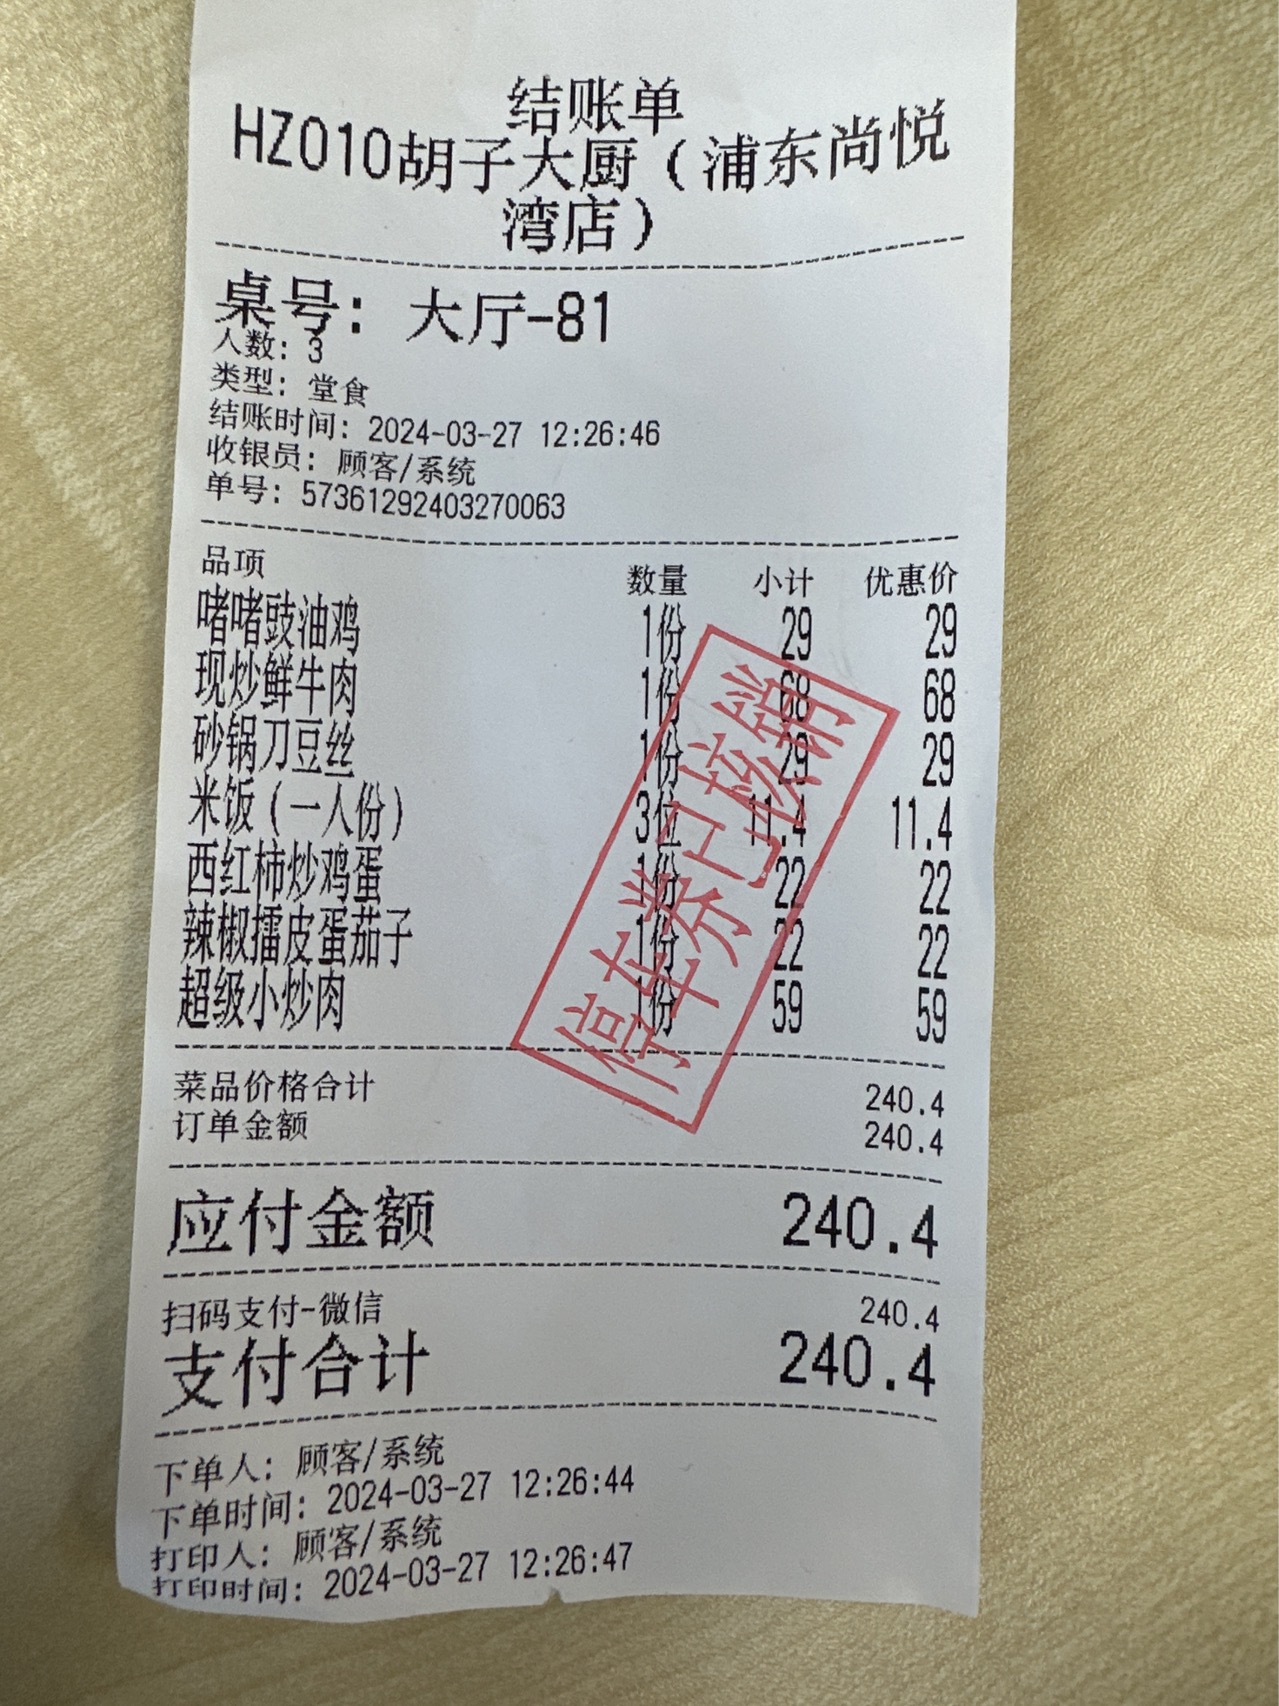 结账单
HZ010胡子大厨（浦东尚悦
湾店）
桌号：大厅-81
人数：3
类型：堂食
结账时间：2024-03-27 12:26:46
收银员：顾客/系统
单号：57361292403270063
品项 数量 小计 优惠价
啫啫豉油鸡 1份 29 29
现炒鲜牛肉 1份 68 68
砂锅刀豆丝 1份 29 29
米饭（一人份） 3位 11.4 11.4
西红柿炒鸡蛋 1份 22 22
辣椒擂皮蛋茄子 1份 22 22
超级小炒肉 1份 59 59
停车券已核销
菜品价格合计 240.4
订单金额 240.4
应付金额 240.4
扫码支付-微信 240.4
支付合计 240.4
下单人：顾客/系统
下单时间：2024-03-27 12:26:44
打印人：顾客/系统
打印时间：2024-03-27 12:26:47